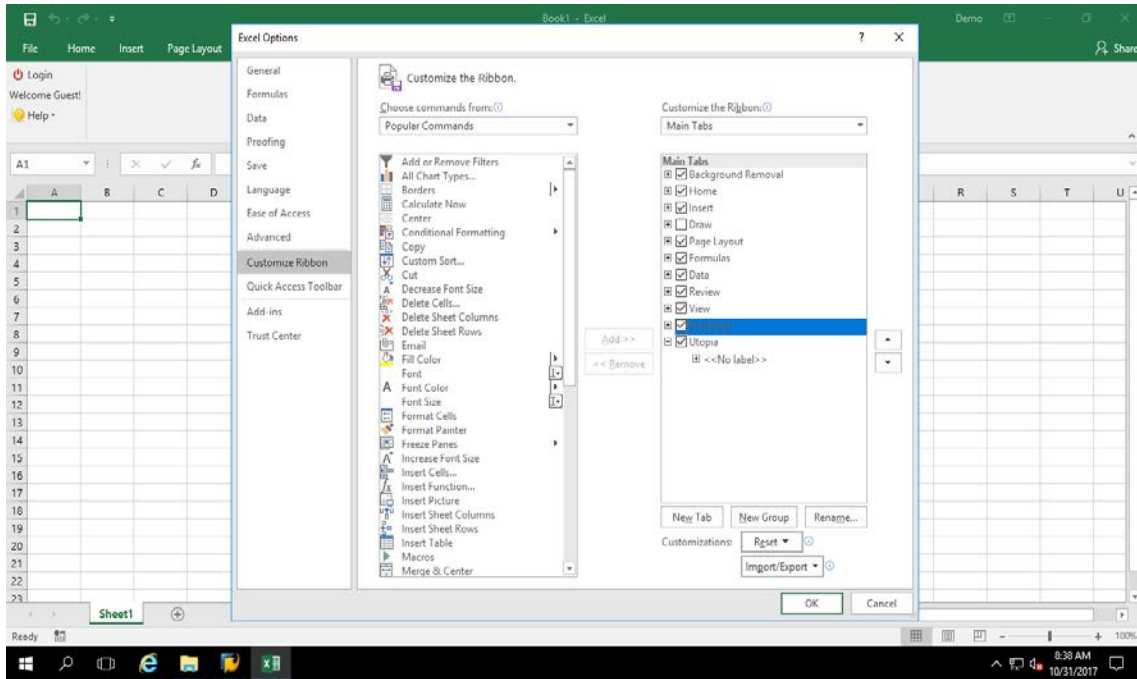 Book1 - Excel
Demo
File Home Insert Page Layout
Share
Login
Welcome Guest!
Help
A1
fx
A B C D R S T U
1
2
3
4
5
6
7
8
9
10
11
12
13
14
15
16
17
18
19
20
21
22
23
Excel Options
? X
General
Formulas
Data
Proofing
Save
Language
Ease of Access
Advanced
Customize Ribbon
Quick Access Toolbar
Add-ins
Trust Center
Customize the Ribbon.
Choose commands from:
Popular Commands
Add or Remove Filters
All Chart Types...
Borders
Calculate Now
Center
Conditional Formatting
Copy
Custom Sort...
Cut
Decrease Font Size
Delete Cells...
Delete Sheet Columns
Delete Sheet Rows
Email
Fill Color
Font
Font Color
Font Size
Format Cells
Format Painter
Freeze Panes
Increase Font Size
Insert Cells...
Insert Function...
Insert Picture
Insert Sheet Columns
Insert Sheet Rows
Insert Table
Macros
Merge & Center
Add >>
<< Remove
Customize the Ribbon:
Main Tabs
Main Tabs
Background Removal
Home
Insert
Draw
Page Layout
Formulas
Data
Review
View
Utopia
<<No label>>
New Tab New Group Rename...
Customizations: Reset
Import/Export
OK Cancel
Sheet1
Ready
100%
8:38 AM
10/31/2017